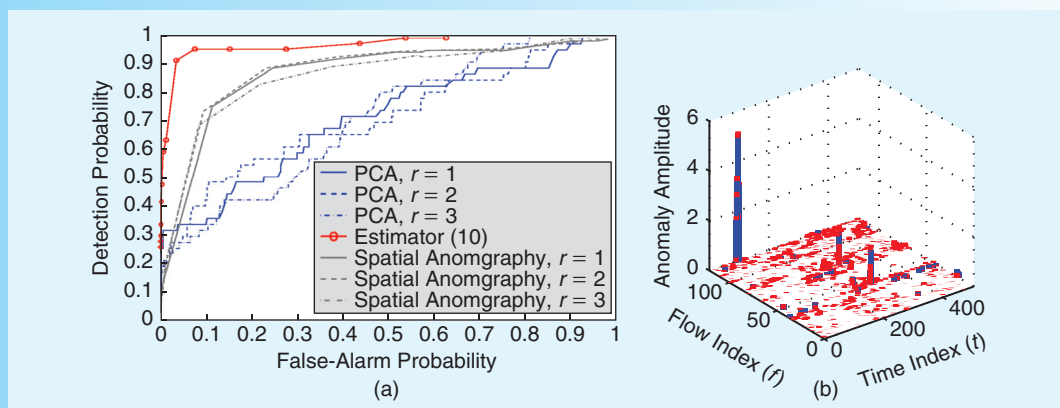 1
0.9
0.8
0.7
0.6
0.5
0.4
0.3
0.2
0.1
0
Detection Probability
PCA, r = 1
PCA, r = 2
PCA, r = 3
Estimator (10)
Spatial Anomgraphy, r = 1
Spatial Anomgraphy, r = 2
Spatial Anomgraphy, r = 3
0 0.1 0.2 0.3 0.4 0.5 0.6 0.7 0.8 0.9 1
False-Alarm Probability
(a)
6
4
2
0
Anomaly Amplitude
100
50
0
Flow Index (f)
0
200
400
Time Index (t)
(b)